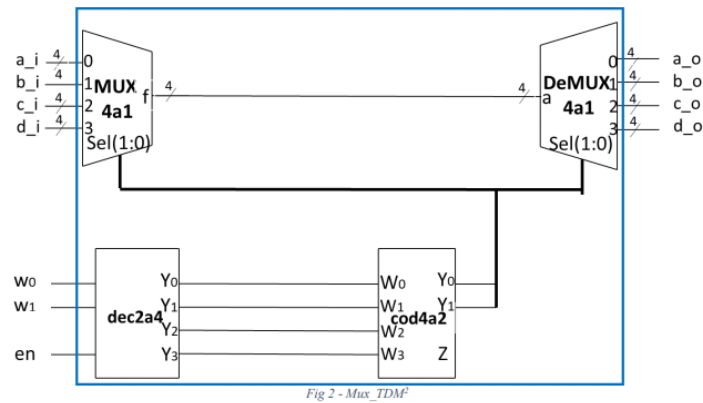 a_i 4 0 MUX f 4 4 a DeMUX 0 4 a_o
b_i 4 1 4a1 4a1 1 4 b_o
c_i 4 2 2 4 c_o
d_i 4 3 3 4 d_o
Sel(1:0) Sel(1:0)
w0 Y0 W0 Y0
w1 Y1 W1 Y1
dec2a4 cod4a2
Y2 W2
en Y3 W3 Z
Fig 2 - Mux_TDM²